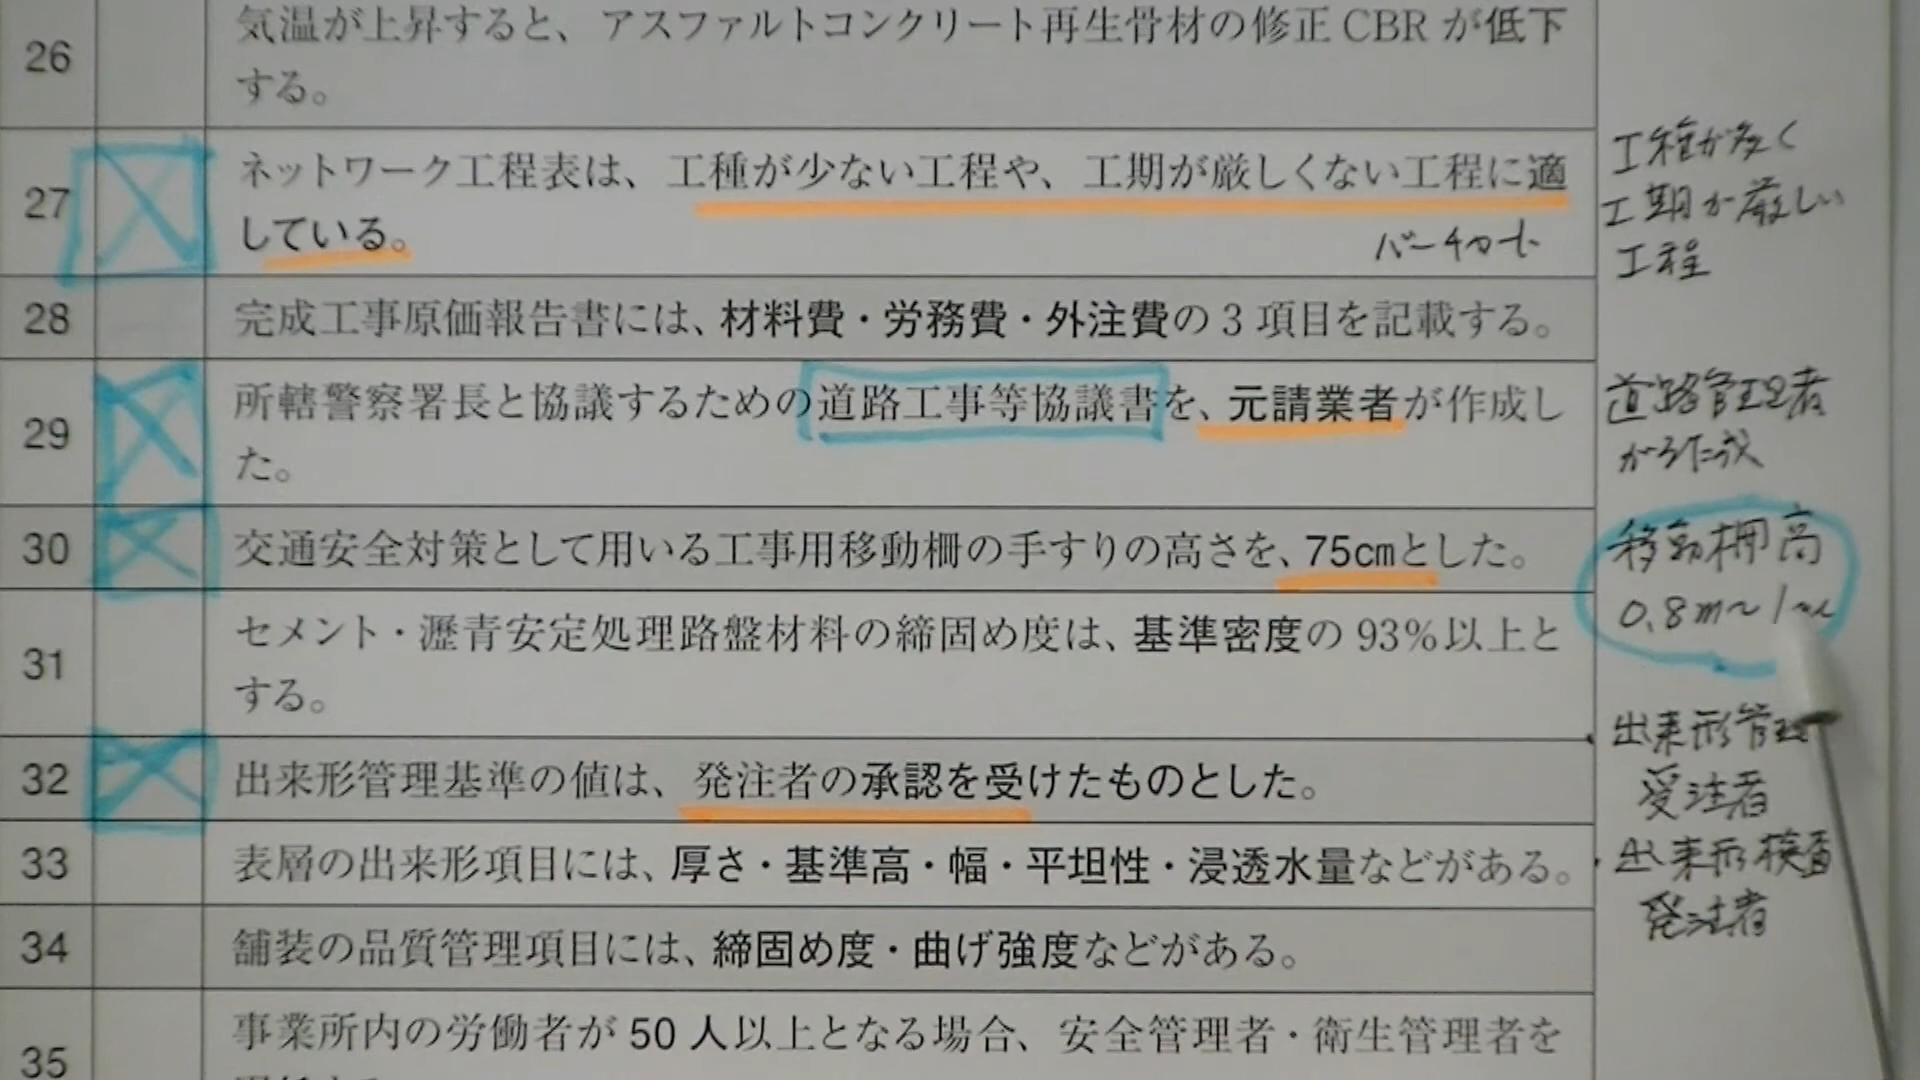 26
気温が上昇すると、アスファルトコンクリート再生骨材の修正CBRが低下
する。
27
ネットワーク工程表は、工種が少ない工程や、工期が厳しくない工程に適
している。
バーチャート
工種が多く
工期が厳しい
工程
28
完成工事原価報告書には、材料費・労務費・外注費の3項目を記載する。
29
所轄警察署長と協議するための道路工事等協議書を、元請業者が作成し
た。
道路管理者
が作成
30
交通安全対策として用いる工事用移動柵の手すりの高さを、75cmとした。
移動柵高
0.8m〜1m
31
セメント・瀝青安定処理路盤材料の締固め度は、基準密度の93%以上と
する。
32
出来形管理基準の値は、発注者の承認を受けたものとした。
出来形管理
受注者
33
表層の出来形項目には、厚さ・基準高・幅・平坦性・浸透水量などがある。
・出来形検査
発注者
34
舗装の品質管理項目には、締固め度・曲げ強度などがある。
35
事業所内の労働者が50人以上となる場合、安全管理者・衛生管理者を